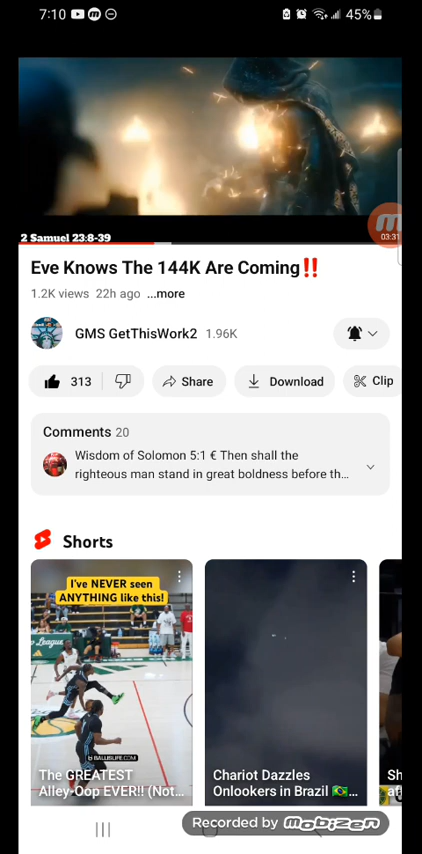 7:10
45%
2 Samuel 23:8-39
03:31
Eve Knows The 144K Are Coming‼
1.2K views 22h ago ...more
GMS GetThisWork2 1.96K
313
Share
Download
Clip
Comments 20
Wisdom of Solomon 5:1 € Then shall the
righteous man stand in great boldness before th...
Shorts
I've NEVER seen
ANYTHING like this!
League
BALLISLIFE.COM
The GREATEST
Alley-Oop EVER!! (Not...
Chariot Dazzles
Onlookers in Brazil 🇧🇷...
Sh
af
Recorded by mobizen